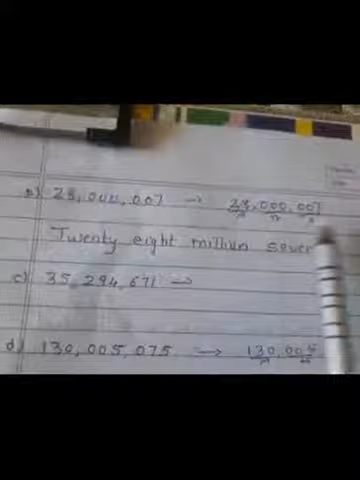 b) 28,000,007 → 28,000,007
Twenty eight million seven
c) 35,294,671 →
d) 130,005,075 → 130,005